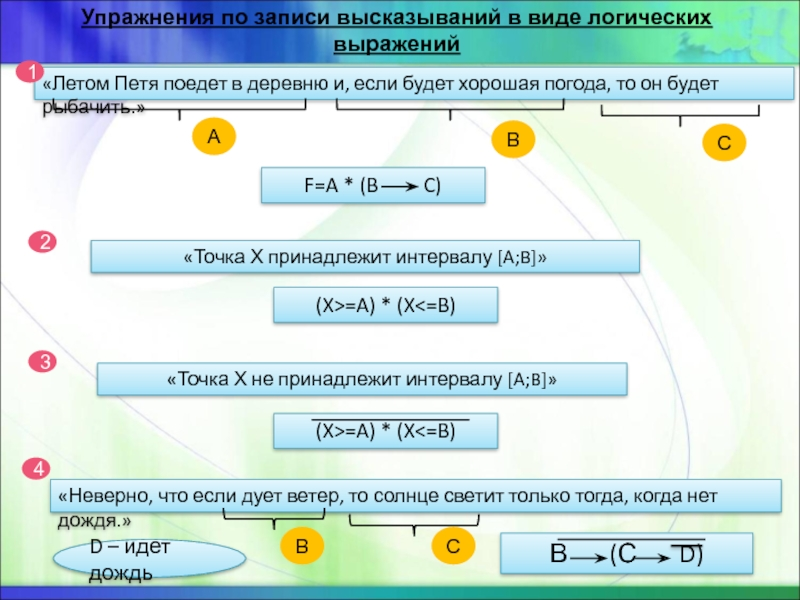 Упражнения по записи высказываний в виде логических
выражений
1
«Летом Петя поедет в деревню и, если будет хорошая погода, то он будет
рыбачить.»
А
В
С
F=A * (B → C)
2
«Точка Х принадлежит интервалу [A;B]»
(X>=A) * (X<=B)
3
«Точка Х не принадлежит интервалу [A;B]»
(X>=A) * (X<=B)
4
«Неверно, что если дует ветер, то солнце светит только тогда, когда нет
дождя.»
D – идет
дождь
В
С
В → (С → D)